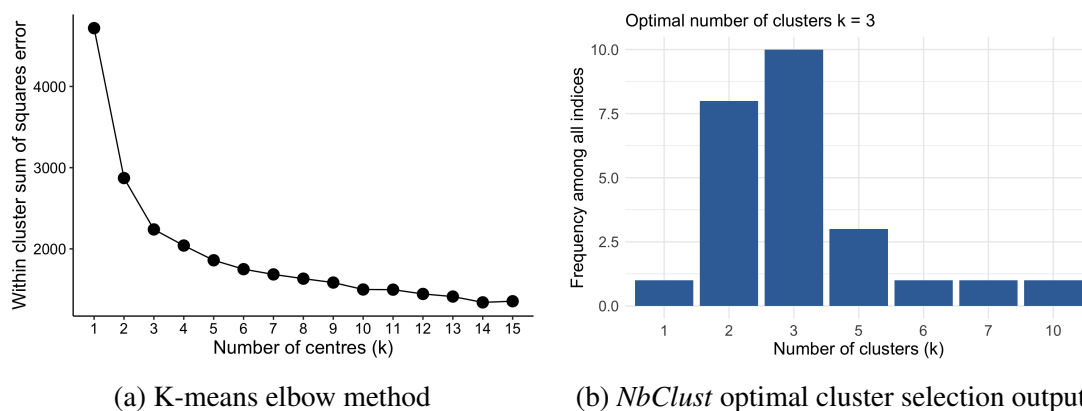 Within cluster sum of squares error
4000
3000
2000
1 2 3 4 5 6 7 8 9 10 11 12 13 14 15
Number of centres (k)
(a) K-means elbow method
Optimal number of clusters k = 3
Frequency among all indices
10.0
7.5
5.0
2.5
0.0
1 2 3 5 6 7 10
Number of clusters (k)
(b) NbClust optimal cluster selection output